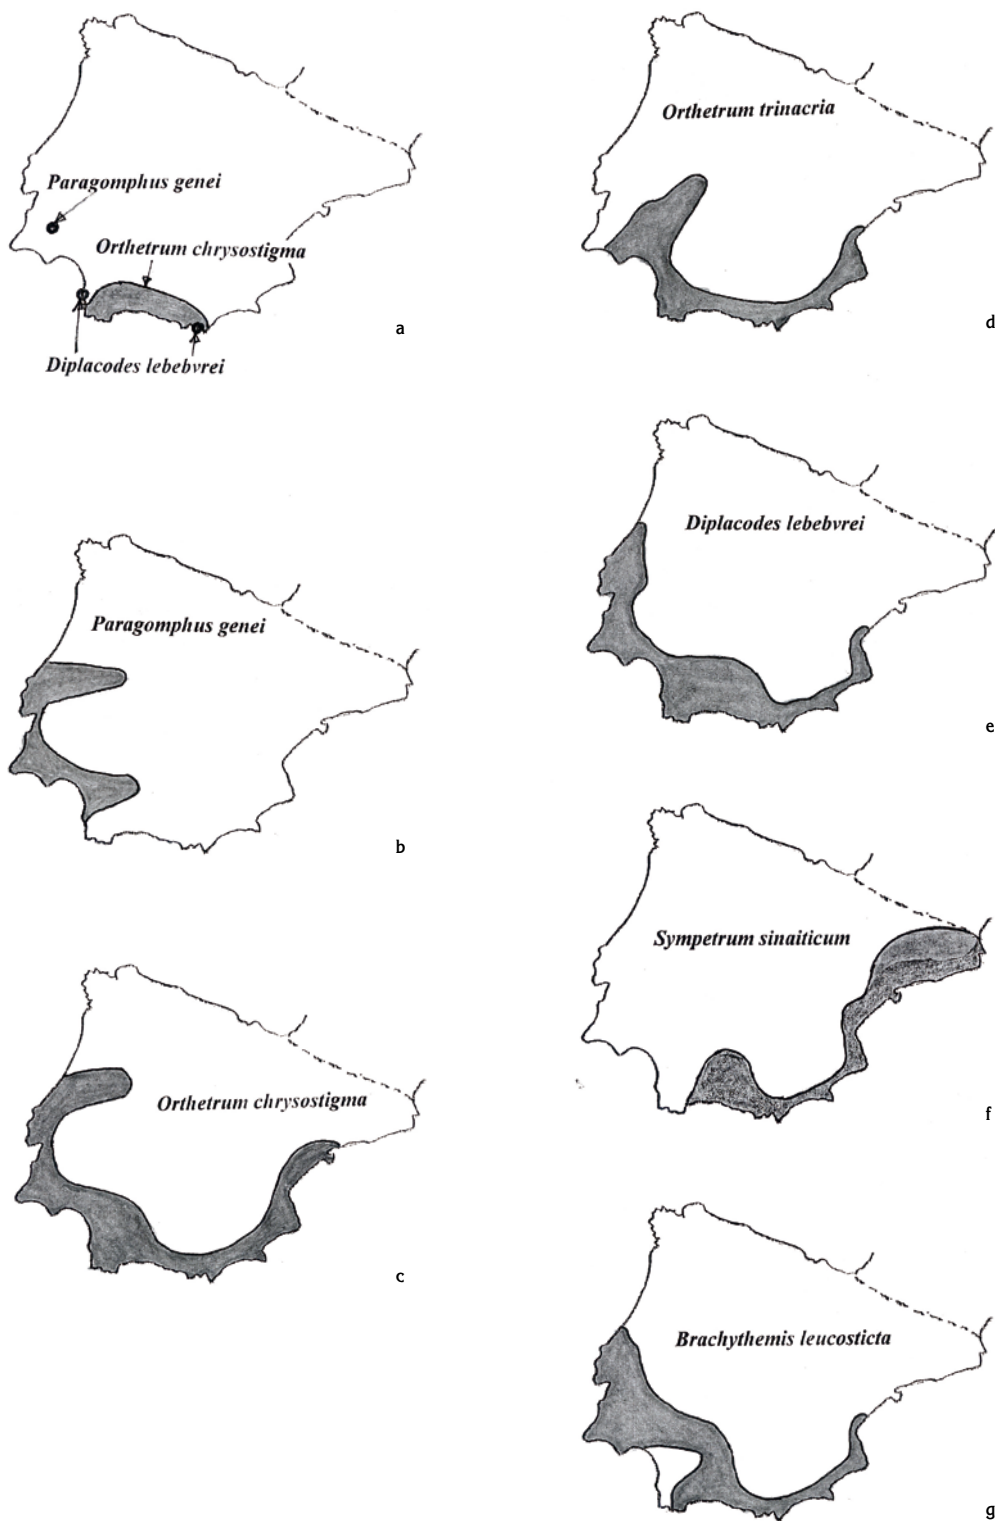 Paragomphus genei
Orthetrum chrysostigma
Diplacodes lebebvrei
a
Paragomphus genei
b
Orthetrum chrysostigma
c
Orthetrum trinacria
d
Diplacodes lebebvrei
e
Sympetrum sinaiticum
f
Brachythemis leucosticta
g